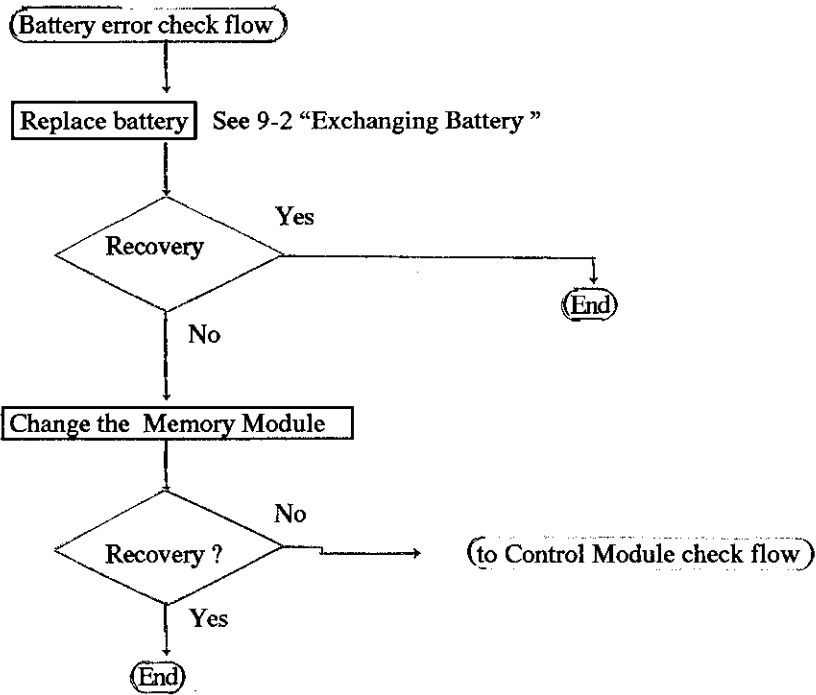 Battery error check flow
Replace battery See 9-2 “Exchanging Battery ”
Yes
Recovery
End
No
Change the Memory Module
No
Recovery ?
to Control Module check flow
Yes
End